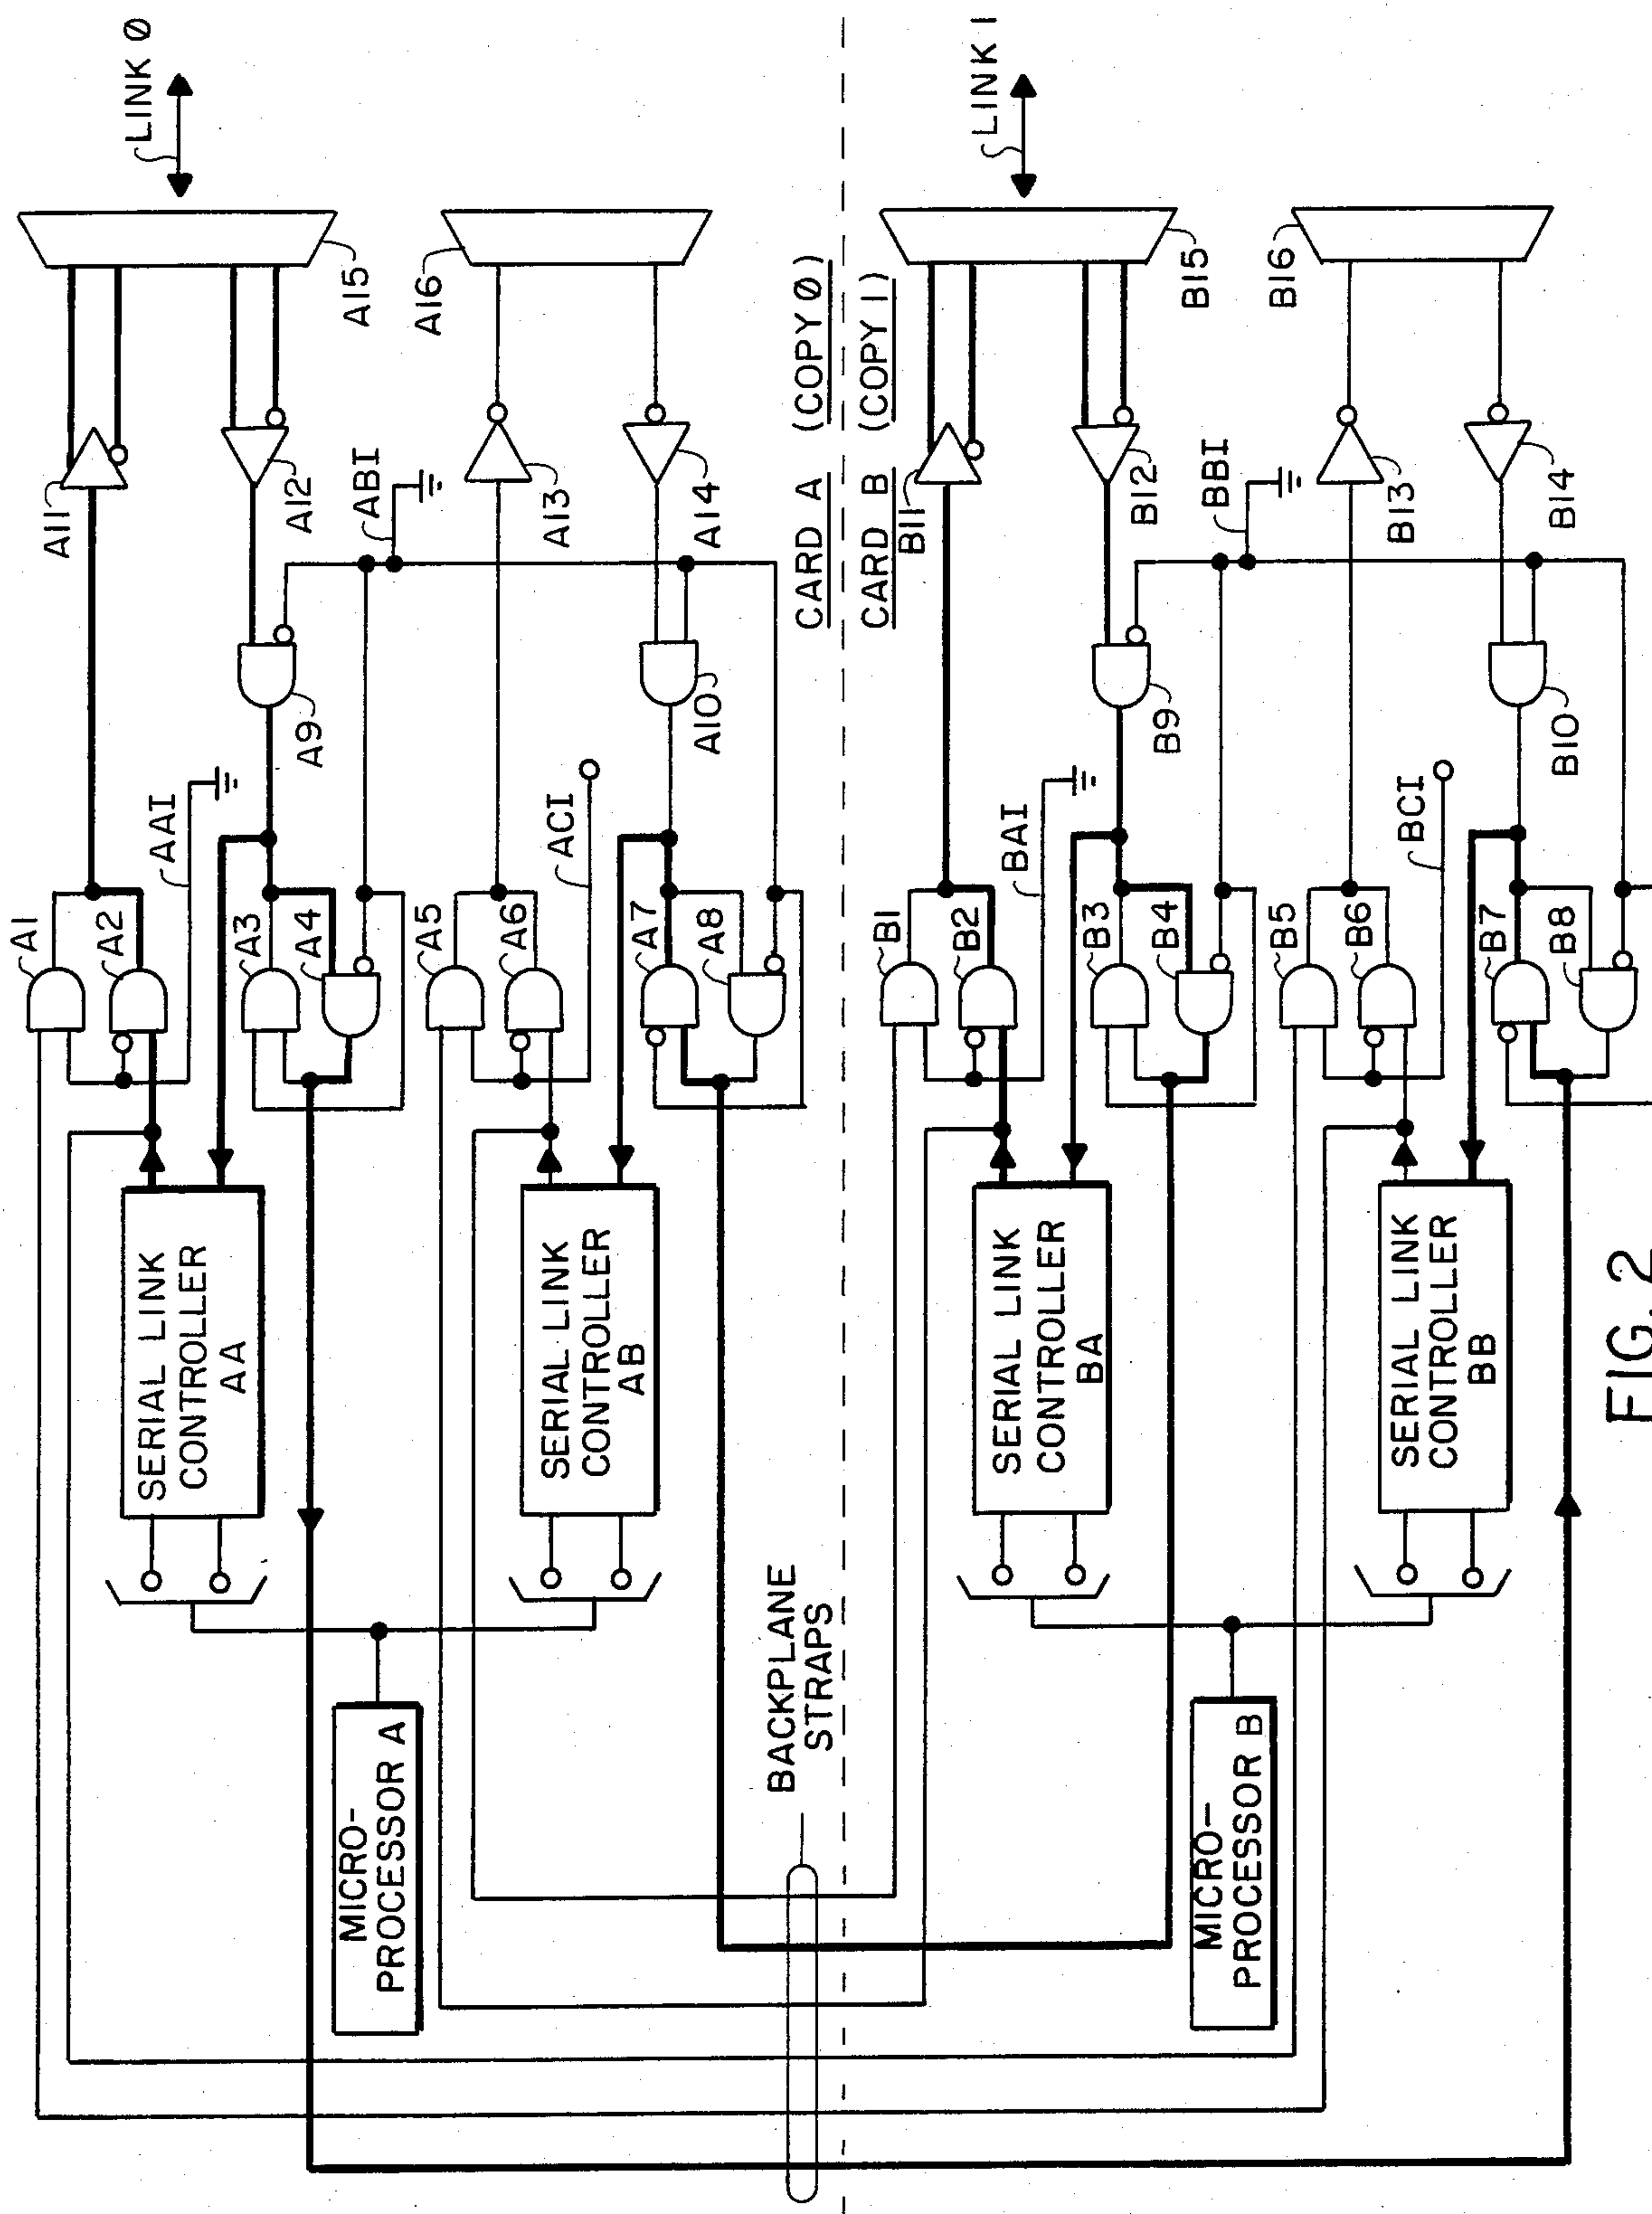 LINK 0
A11
A15
A12
ABI
A16
A13
A14
A9
AAI
A10
ACI
A1
A2
A3
A4
A5
A6
A7
A8
SERIAL LINK
CONTROLLER
AA
SERIAL LINK
CONTROLLER
AB
MICRO-
PROCESSOR A
BACKPLANE
STRAPS
CARD A (COPY 0)
CARD B (COPY 1)
LINK 1
B11
B15
B12
BBI
B16
B13
B14
B9
BAI
B10
BCI
B1
B2
B3
B4
B5
B6
B7
B8
SERIAL LINK
CONTROLLER
BA
SERIAL LINK
CONTROLLER
BB
MICRO-
PROCESSOR B
FIG. 2